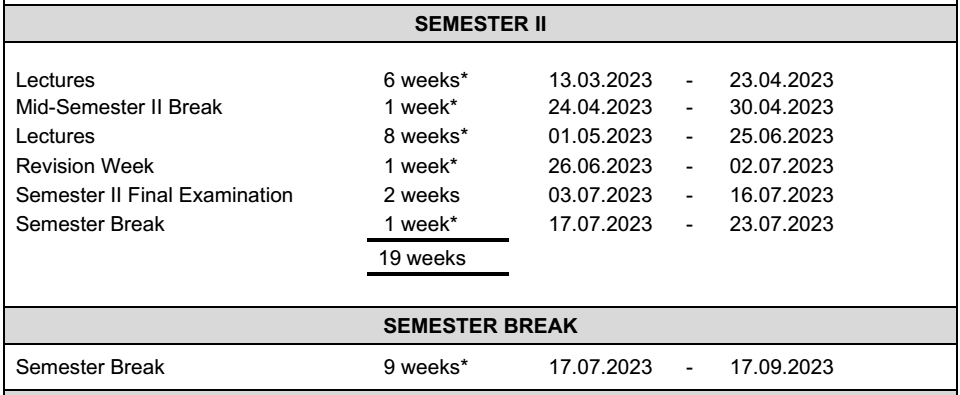 SEMESTER II
Lectures 6 weeks* 13.03.2023 - 23.04.2023
Mid-Semester II Break 1 week* 24.04.2023 - 30.04.2023
Lectures 8 weeks* 01.05.2023 - 25.06.2023
Revision Week 1 week* 26.06.2023 - 02.07.2023
Semester II Final Examination 2 weeks 03.07.2023 - 16.07.2023
Semester Break 1 week* 17.07.2023 - 23.07.2023
19 weeks
SEMESTER BREAK
Semester Break 9 weeks* 17.07.2023 - 17.09.2023